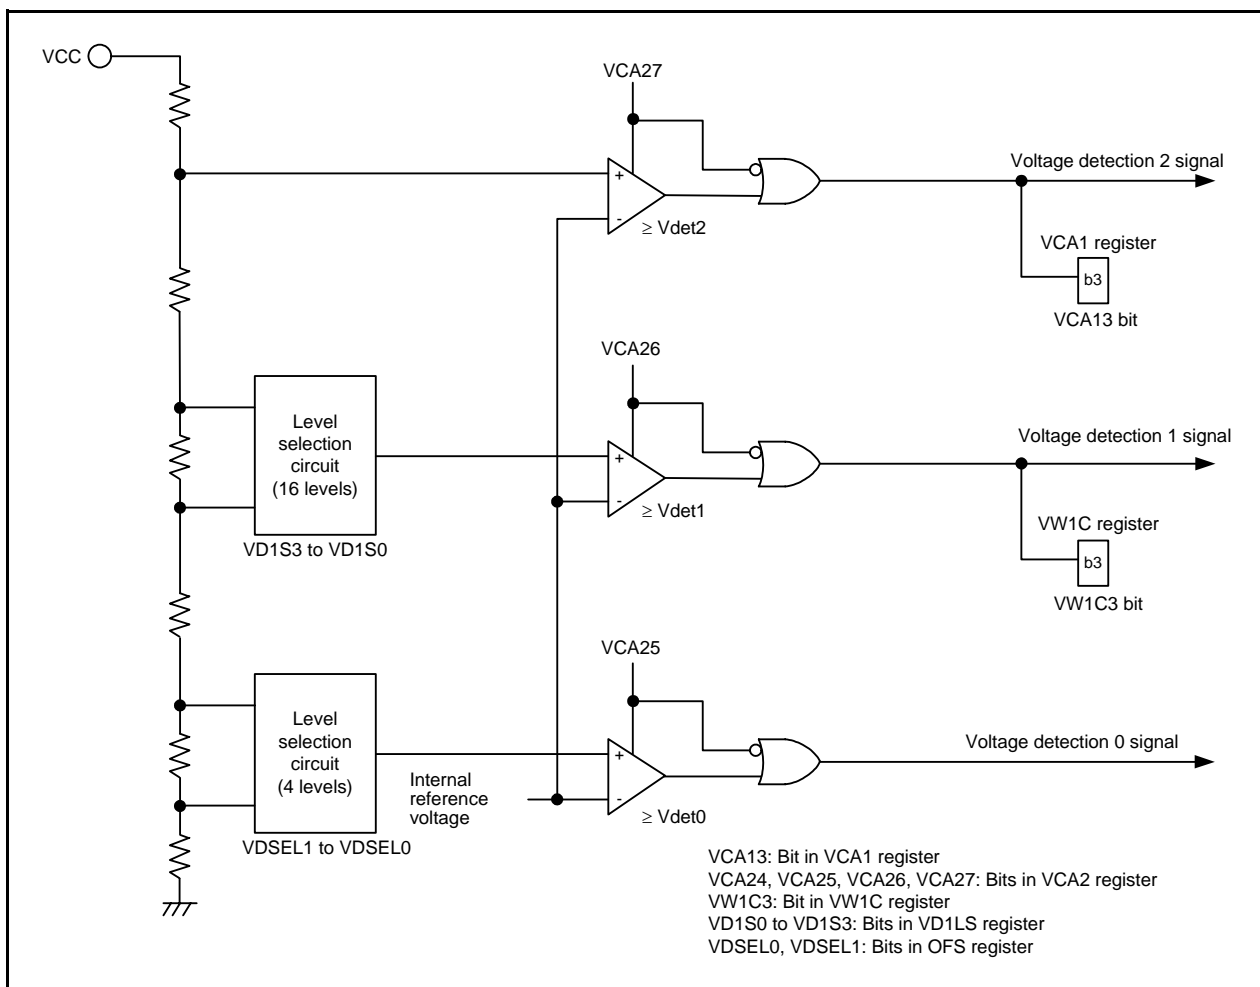 VCC
VCA27
+
-
≥ Vdet2
Voltage detection 2 signal
VCA1 register
b3
VCA13 bit
VCA26
Level
selection
circuit
(16 levels)
VD1S3 to VD1S0
+
-
≥ Vdet1
Voltage detection 1 signal
VW1C register
b3
VW1C3 bit
VCA25
Level
selection
circuit
(4 levels)
VDSEL1 to VDSEL0
Internal
reference
voltage
+
-
≥ Vdet0
Voltage detection 0 signal
VCA13: Bit in VCA1 register
VCA24, VCA25, VCA26, VCA27: Bits in VCA2 register
VW1C3: Bit in VW1C register
VD1S0 to VD1S3: Bits in VD1LS register
VDSEL0, VDSEL1: Bits in OFS register